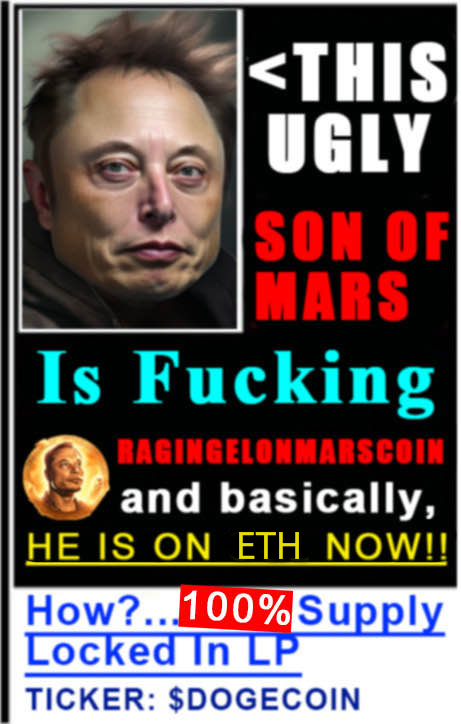 <THIS
UGLY
SON OF
MARS
Is Fucking
RAGINGELONMARSCOIN
and basically,
HE IS ON ETH NOW!!
How?...100% Supply
Locked In LP
TICKER: $DOGECOIN